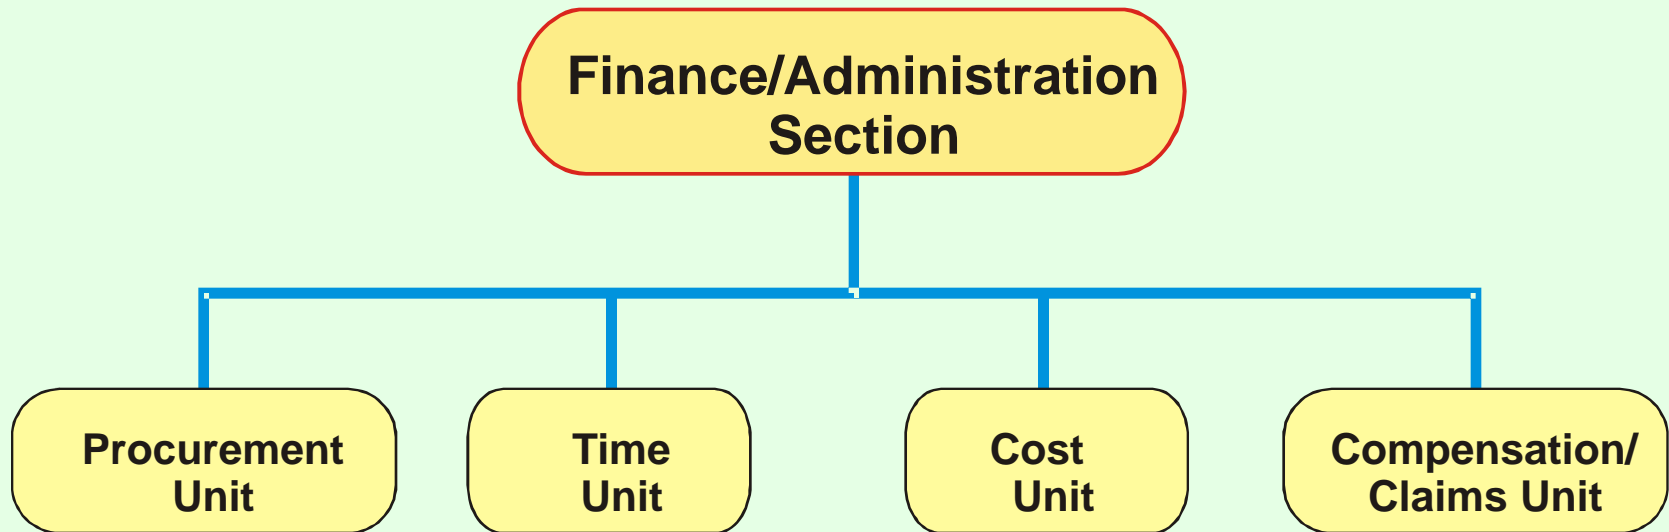 Finance/Administration
Section
Procurement
Unit
Time
Unit
Cost
Unit
Compensation/
Claims Unit